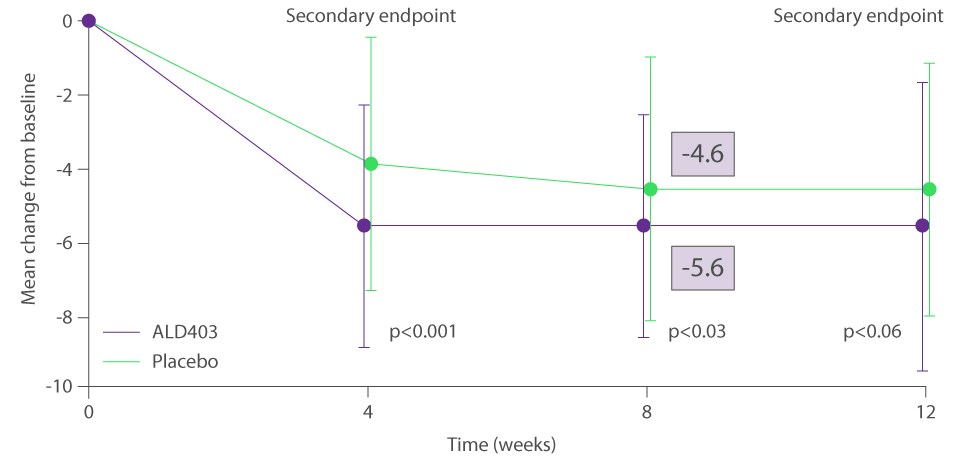 Secondary endpoint
Secondary endpoint
Mean change from baseline
0
-2
-4
-6
-8
-10
-4.6
-5.6
ALD403
Placebo
p<0.001
p<0.03
p<0.06
0
4
8
12
Time (weeks)